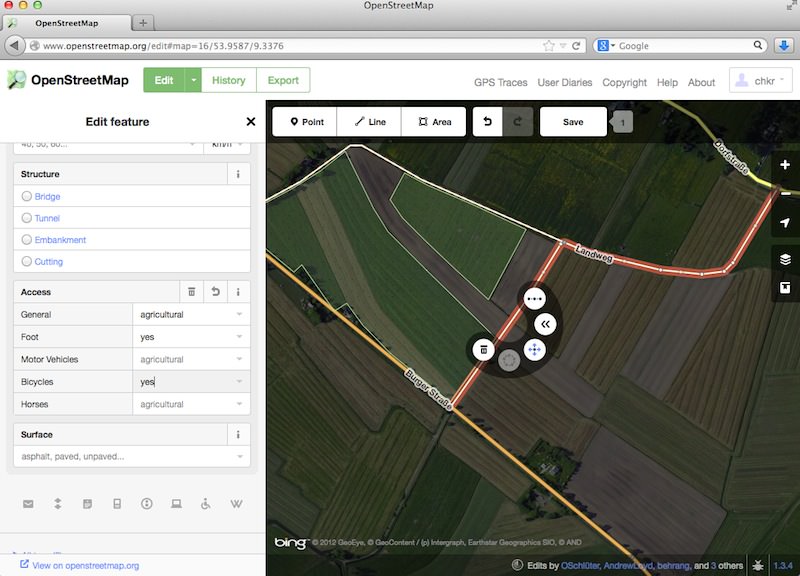 OpenStreetMap
OpenStreetMap
www.openstreetmap.org/edit#map=16/53.9587/9.3376
Google
OpenStreetMap
Edit
History
Export
GPS Traces
User Diaries
Copyright
Help
About
chkr
Edit feature
Point
Line
Area
Save
1
40, 50, 60...
km/h
Structure
Bridge
Tunnel
Embankment
Cutting
Access
General
agricultural
Foot
yes
Motor Vehicles
agricultural
Bicycles
yes
Horses
agricultural
Surface
asphalt, paved, unpaved...
View on openstreetmap.org
Dorfstraße
Landweg
Burger Straße
bing
© 2012 GeoEye, © GeoContent / (p) Intergraph, Earthstar Geographics SIO, © AND
Edits by OSchlüter, AndrewLoyd, behrang, and 3 others
1.3.4